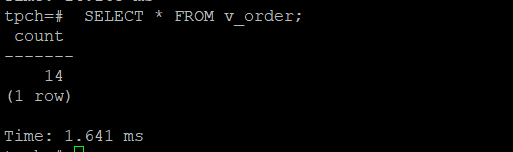 tpch=#  SELECT * FROM v_order;
 count
-------
    14
(1 row)

Time: 1.641 ms